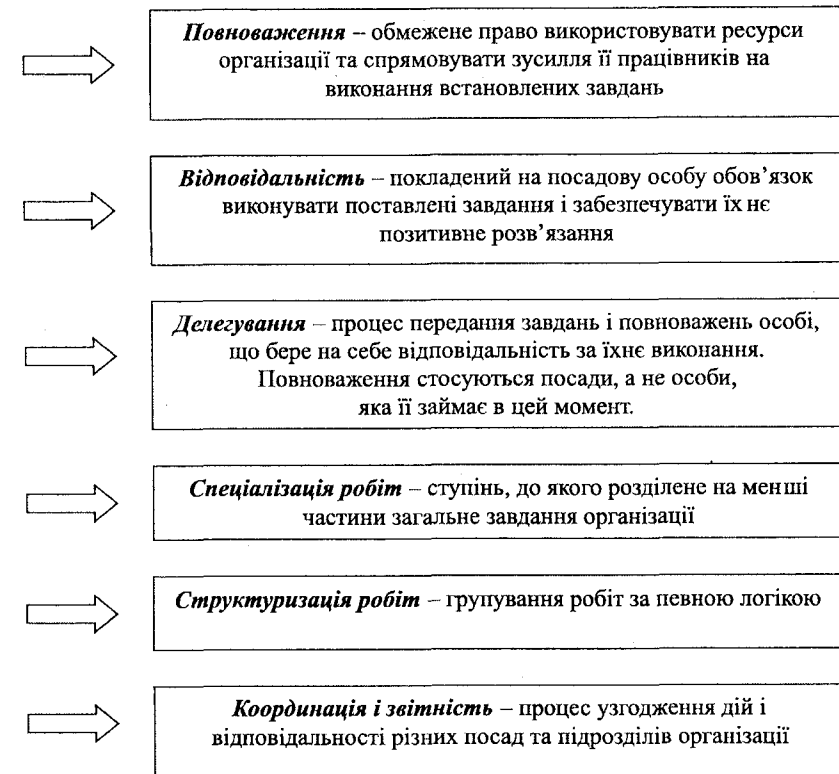 Повноваження – обмежене право використовувати ресурси
організації та спрямовувати зусилля її працівників на
виконання встановлених завдань
Відповідальність – покладений на посадову особу обов’язок
виконувати поставлені завдання і забезпечувати їх нє
позитивне розв’язання
Делегування – процес передання завдань і повноважень особі,
що бере на себе відповідальність за їхнє виконання.
Повноваження стосуються посади, а не особи,
яка її займає в цей момент.
Спеціалізація робіт – ступінь, до якого розділене на менші
частини загальне завдання організації
Структуризація робіт – групування робіт за певною логікою
Координація і звітність – процес узгодження дій і
відповідальності різних посад та підрозділів організації